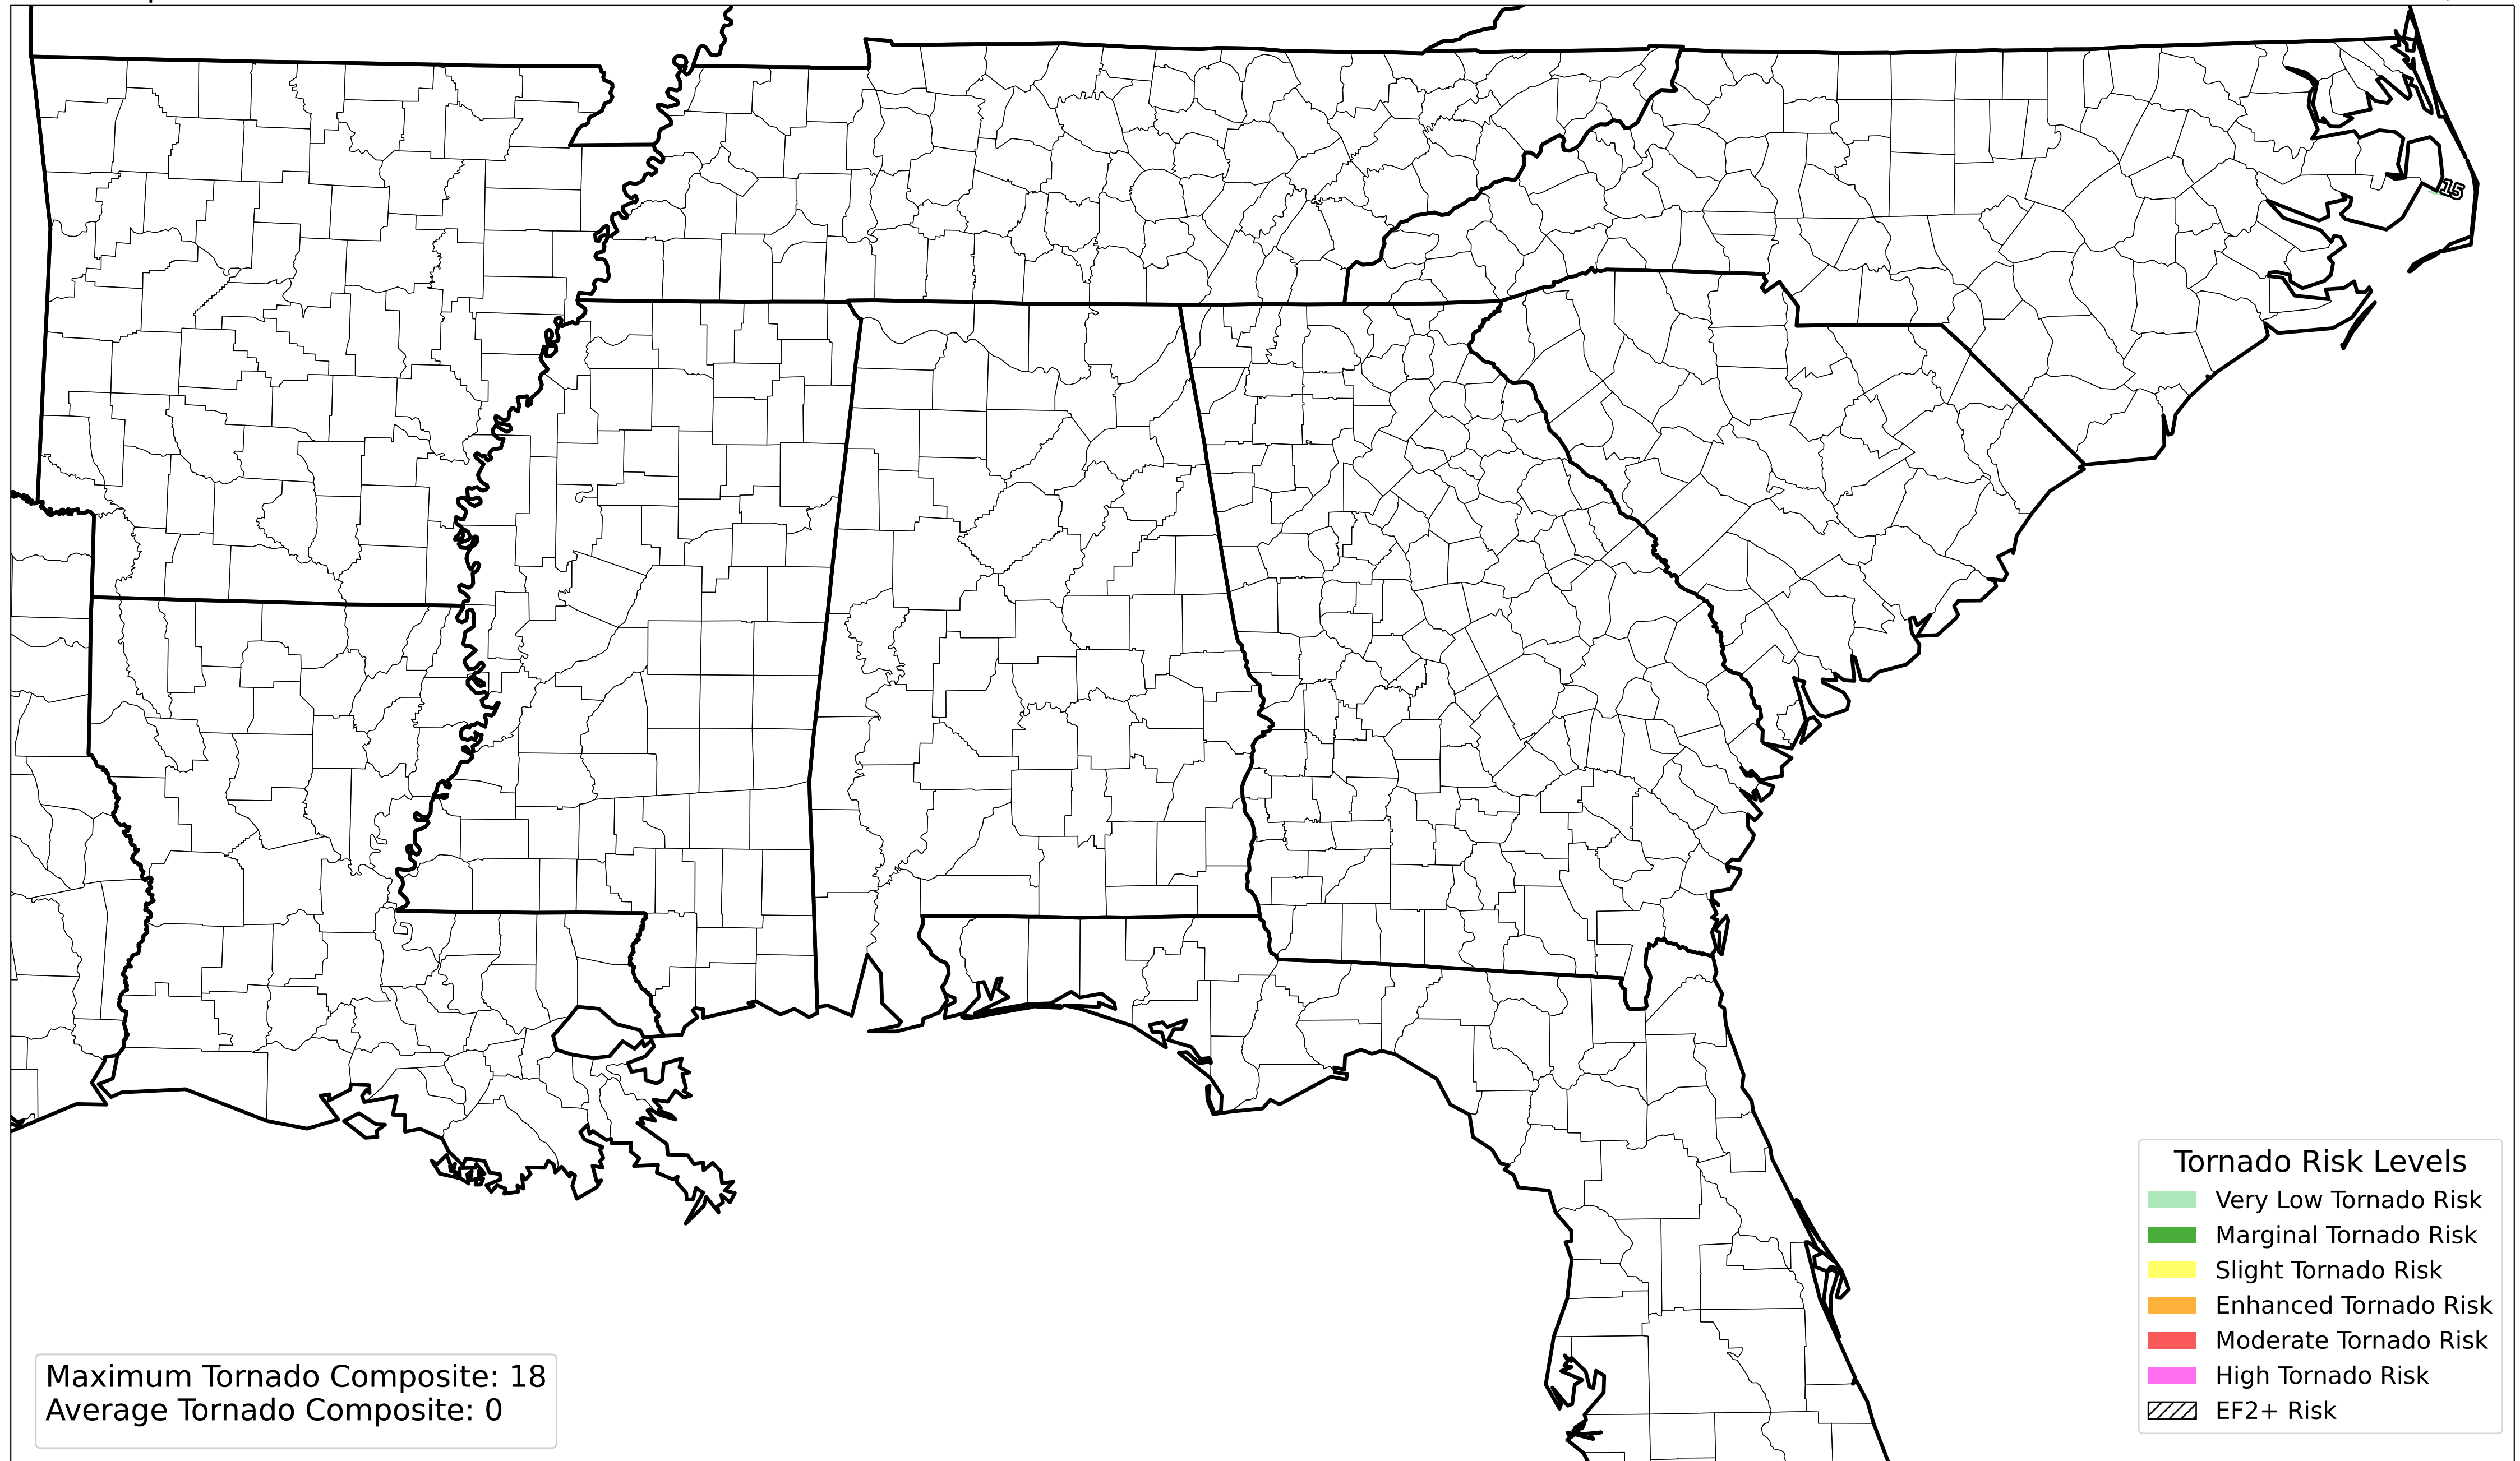 15
Tornado Risk Levels
Very Low Tornado Risk
Marginal Tornado Risk
Slight Tornado Risk
Enhanced Tornado Risk
Moderate Tornado Risk
High Tornado Risk
EF2+ Risk
Maximum Tornado Composite: 18
Average Tornado Composite: 0